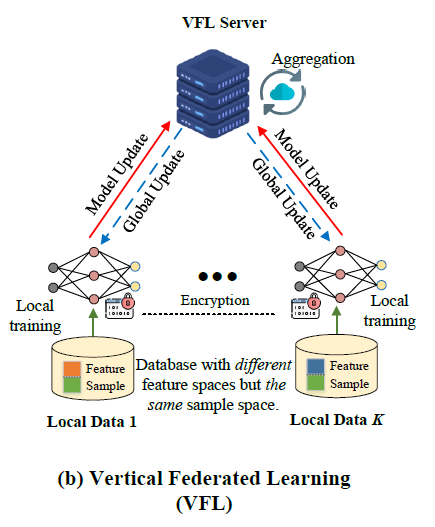 VFL Server
Aggregation
Model Update
Global Update
Model Update
Global Update
Local
training
Encryption
Local
training
Feature
Sample
Database with different
feature spaces but the
same sample space.
Feature
Sample
Local Data 1
Local Data K
(b) Vertical Federated Learning
(VFL)